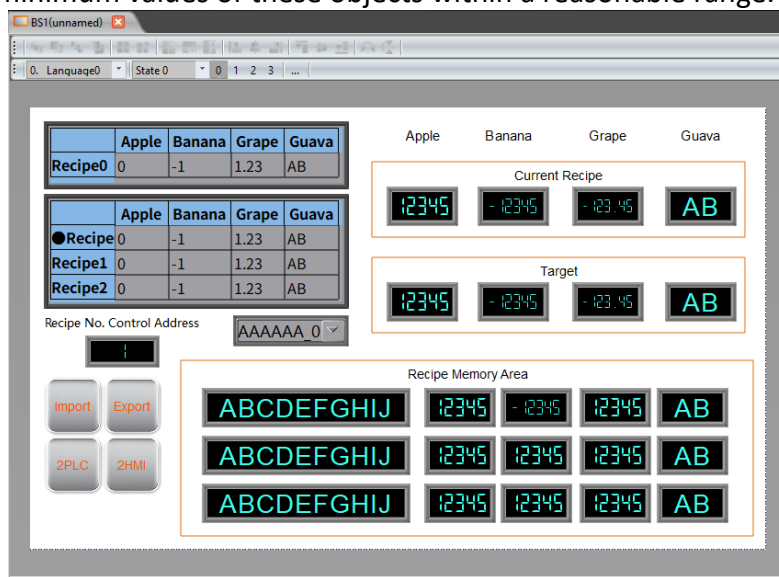 minimum values of these objects within a reasonable range.
BS1(unnamed)
0. Language0 State 0 0 1 2 3 ...
Apple Banana Grape Guava
Recipe0 0 -1 1.23 AB
Apple Banana Grape Guava
●Recipe 0 -1 1.23 AB
Recipe1 0 -1 1.23 AB
Recipe2 0 -1 1.23 AB
Recipe No. Control Address
1
AAAAAA_0
Import Export
2PLC 2HMI
Apple Banana Grape Guava
Current Recipe
12345 -12345 -123.45 AB
Target
12345 -12345 -123.45 AB
Recipe Memory Area
ABCDEFGHIJ 12345 -12345 12345 AB
ABCDEFGHIJ 12345 12345 12345 AB
ABCDEFGHIJ 12345 12345 12345 AB